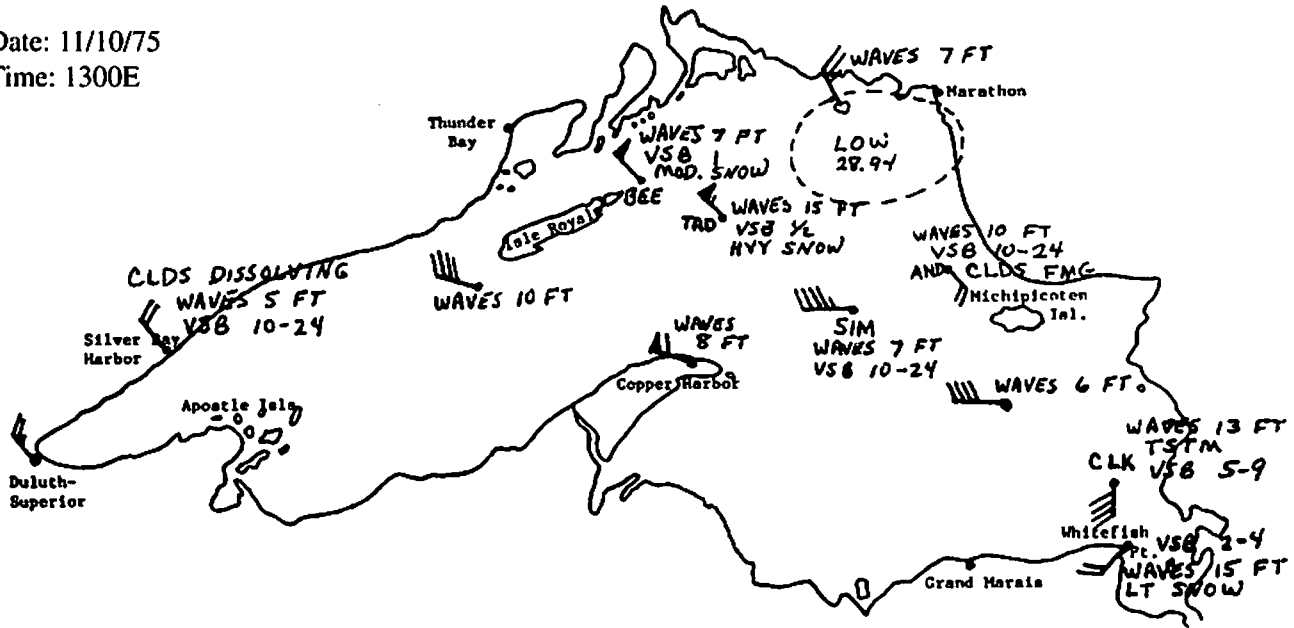 Date: 11/10/75
Time: 1300E
WAVES 7 FT
Marathon
Thunder
Bay
LOW
28.94
WAVES 7 FT
VSB 1
MOD. SNOW
BEE
Isle Royal
TAD
WAVES 15 FT
VSB 1/2
HVY SNOW
WAVES 10 FT
VSB 10-24
AND CLDS FMG
Michipicoten
Isl.
CLDS DISSOLVING
WAVES 5 FT
VSB 10-24
WAVES 10 FT
Silver Bay
Harbor
WAVES
8 FT
Copper Harbor
SIM
WAVES 7 FT
VSB 10-24
WAVES 6 FT.
Apostle Isls
Duluth-
Superior
WAVES 13 FT
TSTM
VSB 5-9
CLK
Whitefish
Pt.
VSB 2-4
WAVES 15 FT
LT SNOW
Grand Marais